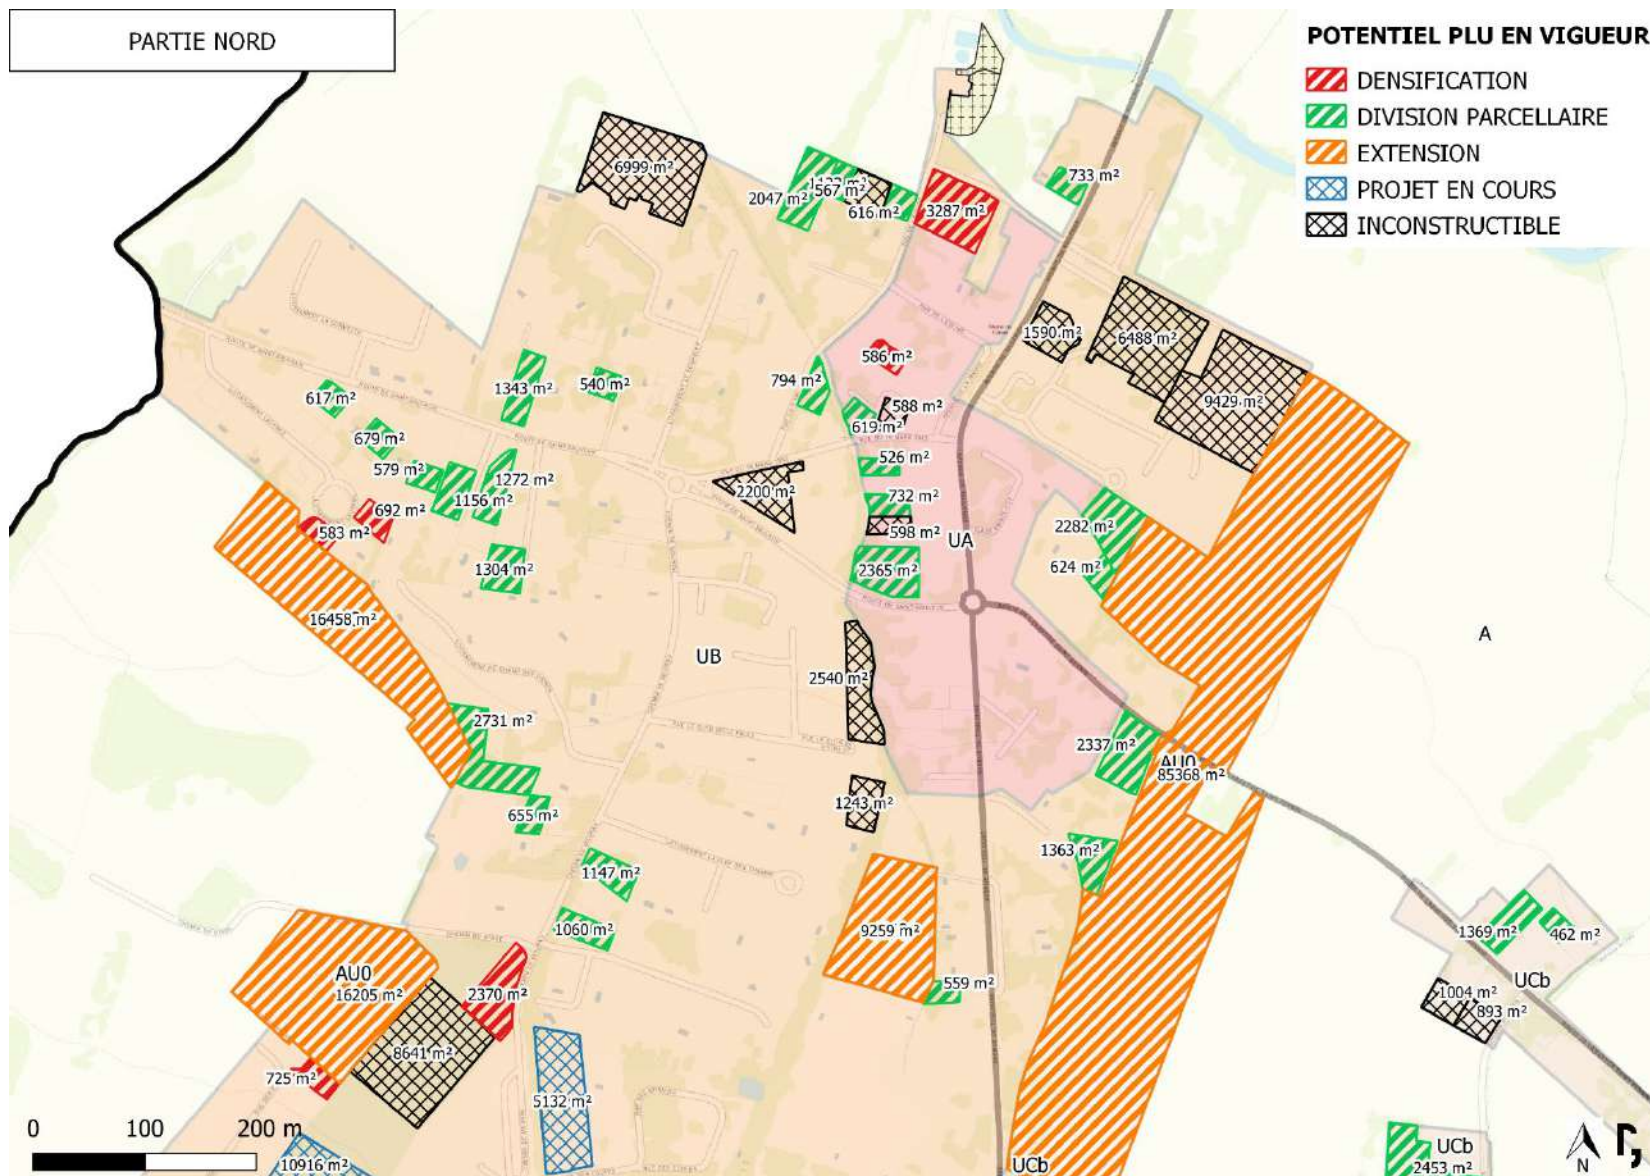 PARTIE NORD
POTENTIEL PLU EN VIGUEUR
DENSIFICATION
DIVISION PARCELLAIRE
EXTENSION
PROJET EN COURS
INCONSTRUCTIBLE
6999 m²
733 m²
2047 m²
567 m²
616 m²
3287 m²
1590 m²
6488 m²
586 m²
9429 m²
1343 m²
540 m²
794 m²
617 m²
588 m²
619 m²
679 m²
526 m²
579 m²
1272 m²
2200 m²
1156 m²
732 m²
692 m²
583 m²
598 m²
UA
2282 m²
624 m²
1304 m²
2365 m²
16458 m²
A
UB
2540 m²
2731 m²
2337 m²
AU0
85368 m²
655 m²
1243 m²
1363 m²
1147 m²
1060 m²
9259 m²
1369 m²
462 m²
AU0
16205 m²
2370 m²
559 m²
UCb
1004 m²
893 m²
8641 m²
725 m²
5132 m²
0 100 200 m
10916 m²
UCb
UCb
2453 m²
N